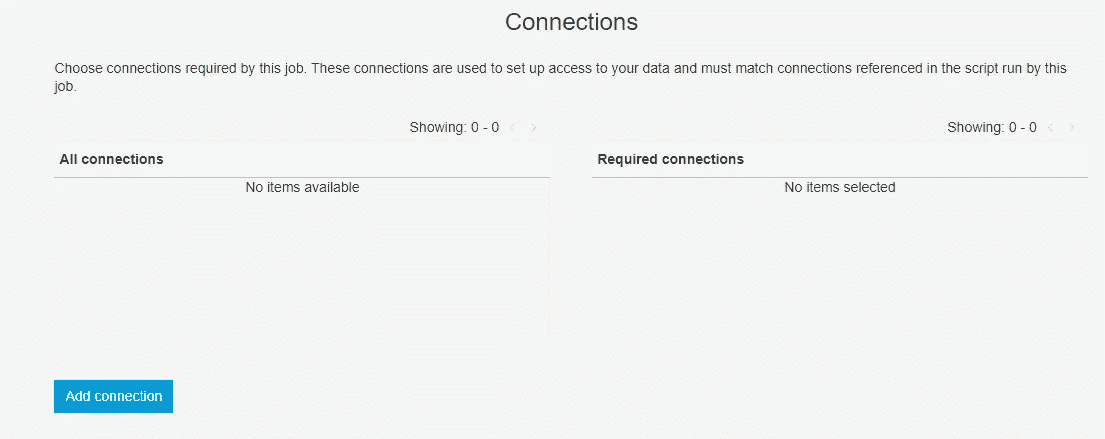 Connections
Choose connections required by this job. These connections are used to set up access to your data and must match connections referenced in the script run by this
job.
Showing: 0 - 0
Showing: 0 - 0
All connections
Required connections
No items available
No items selected
Add connection